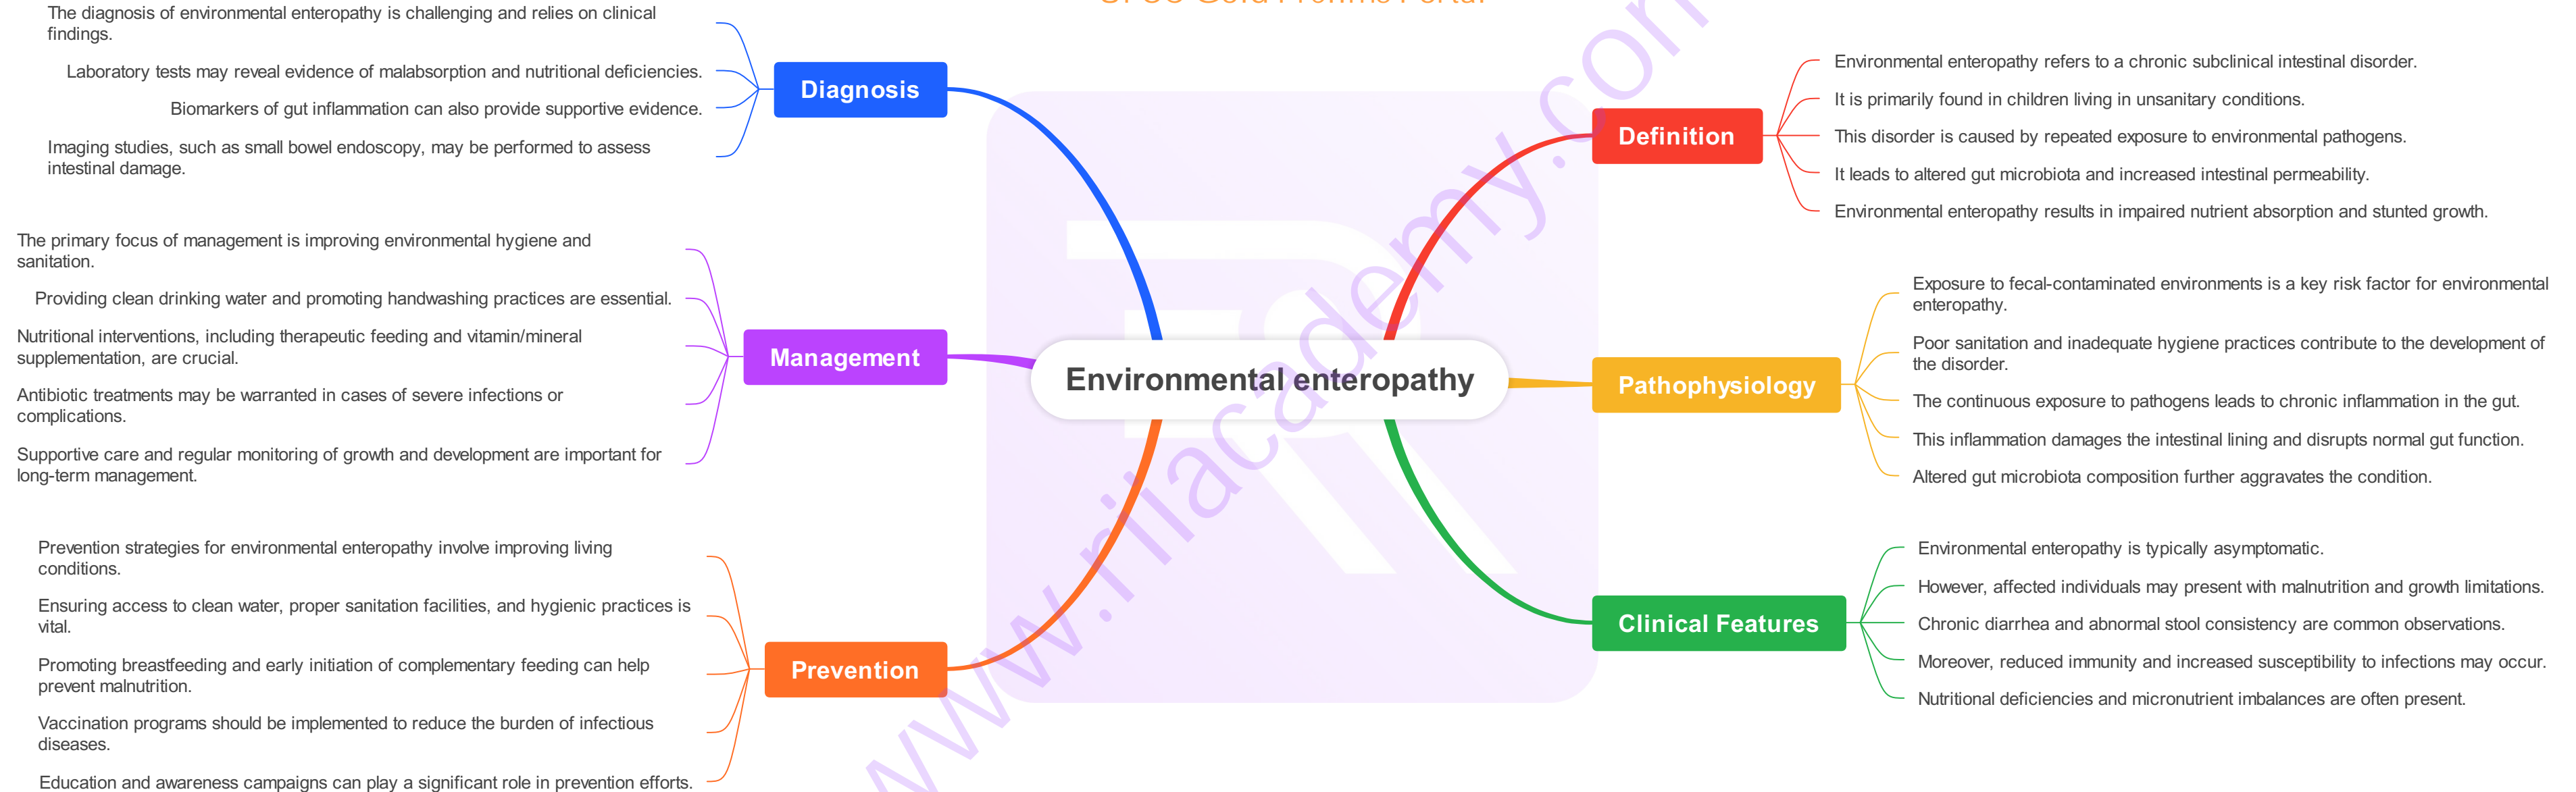 Environmental enteropathy
Definition
Environmental enteropathy refers to a chronic subclinical intestinal disorder.
It is primarily found in children living in unsanitary conditions.
This disorder is caused by repeated exposure to environmental pathogens.
It leads to altered gut microbiota and increased intestinal permeability.
Environmental enteropathy results in impaired nutrient absorption and stunted growth.
Pathophysiology
Exposure to fecal-contaminated environments is a key risk factor for environmental
enteropathy.
Poor sanitation and inadequate hygiene practices contribute to the development of
the disorder.
The continuous exposure to pathogens leads to chronic inflammation in the gut.
This inflammation damages the intestinal lining and disrupts normal gut function.
Altered gut microbiota composition further aggravates the condition.
Clinical Features
Environmental enteropathy is typically asymptomatic.
However, affected individuals may present with malnutrition and growth limitations.
Chronic diarrhea and abnormal stool consistency are common observations.
Moreover, reduced immunity and increased susceptibility to infections may occur.
Nutritional deficiencies and micronutrient imbalances are often present.
Diagnosis
The diagnosis of environmental enteropathy is challenging and relies on clinical
findings.
Laboratory tests may reveal evidence of malabsorption and nutritional deficiencies.
Biomarkers of gut inflammation can also provide supportive evidence.
Imaging studies, such as small bowel endoscopy, may be performed to assess
intestinal damage.
Management
The primary focus of management is improving environmental hygiene and
sanitation.
Providing clean drinking water and promoting handwashing practices are essential.
Nutritional interventions, including therapeutic feeding and vitamin/mineral
supplementation, are crucial.
Antibiotic treatments may be warranted in cases of severe infections or
complications.
Supportive care and regular monitoring of growth and development are important for
long-term management.
Prevention
Prevention strategies for environmental enteropathy involve improving living
conditions.
Ensuring access to clean water, proper sanitation facilities, and hygienic practices is
vital.
Promoting breastfeeding and early initiation of complementary feeding can help
prevent malnutrition.
Vaccination programs should be implemented to reduce the burden of infectious
diseases.
Education and awareness campaigns can play a significant role in prevention efforts.